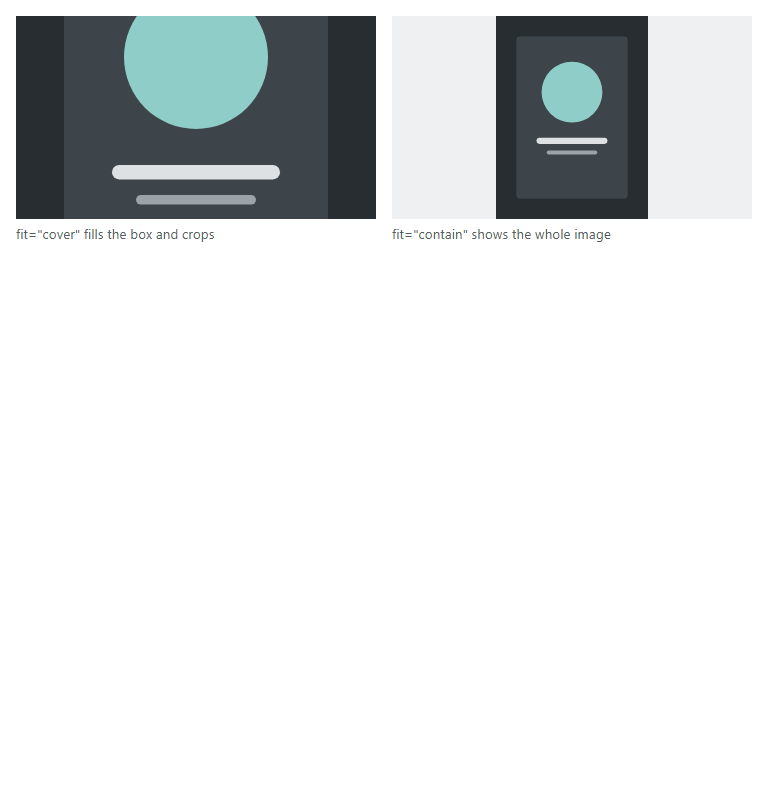 fit="cover" fills the box and crops
fit="contain" shows the whole image